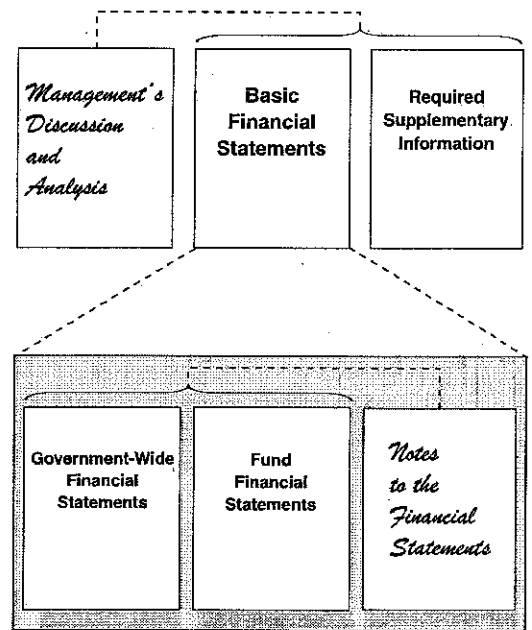 Management's
Discussion
and
Analysis
Basic
Financial
Statements
Required
Supplementary
Information
Government-Wide
Financial
Statements
Fund
Financial
Statements
Notes
to the
Financial
Statements